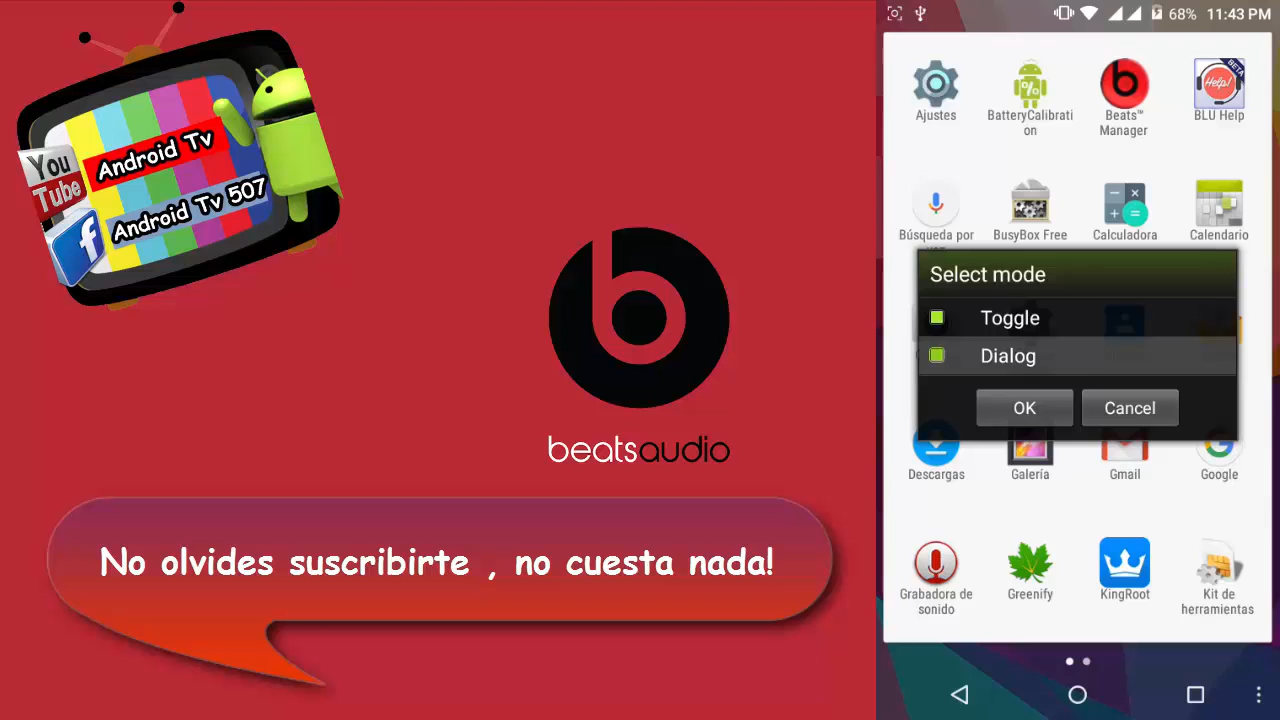 You
Tube
Android Tv
Android Tv 507
f
b
beatsaudio
No olvides suscribirte , no cuesta nada!
68% 11:43 PM
Ajustes
BatteryCalibrati
on
Beats™
Manager
BETA
Help!
BLU Help
Búsqueda por
BusyBox Free
Calculadora
Calendario
Select mode
Toggle
Dialog
OK
Cancel
Descargas
Galería
Gmail
Google
Grabadora de
sonido
Greenify
KingRoot
Kit de
herramientas